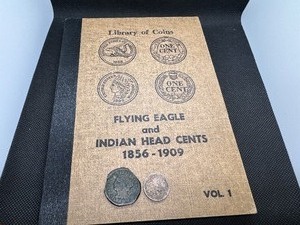 Library of Coins
ONE
CENT
ONE
CENT
FLYING EAGLE
and
INDIAN HEAD CENTS
1856-1909
VOL. 1